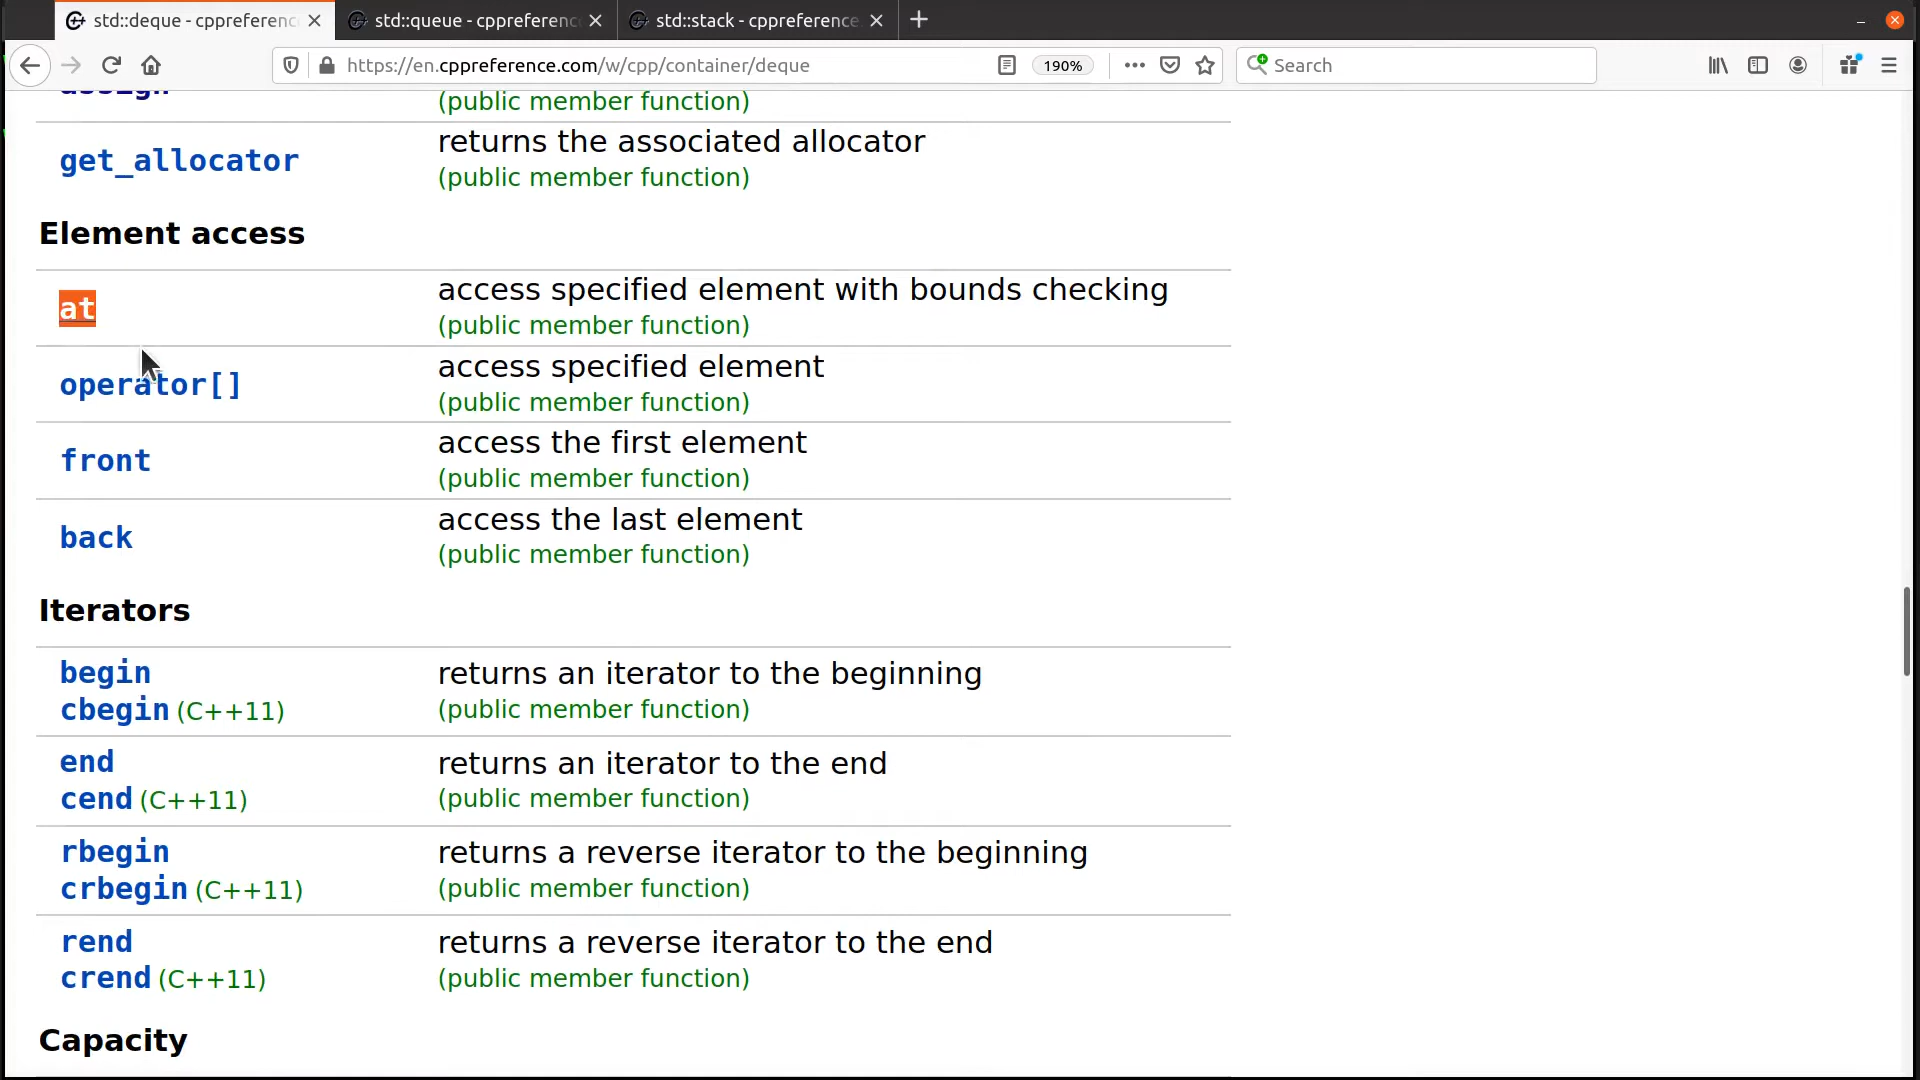 std::deque - cppreferenc
std::queue - cppreferenc
std::stack - cppreference
https://en.cppreference.com/w/cpp/container/deque
190%
Search
assign
(public member function)
get_allocator
returns the associated allocator
(public member function)
Element access
at
access specified element with bounds checking
(public member function)
operator[]
access specified element
(public member function)
front
access the first element
(public member function)
back
access the last element
(public member function)
Iterators
begin
cbegin (C++11)
returns an iterator to the beginning
(public member function)
end
cend (C++11)
returns an iterator to the end
(public member function)
rbegin
crbegin (C++11)
returns a reverse iterator to the beginning
(public member function)
rend
crend (C++11)
returns a reverse iterator to the end
(public member function)
Capacity